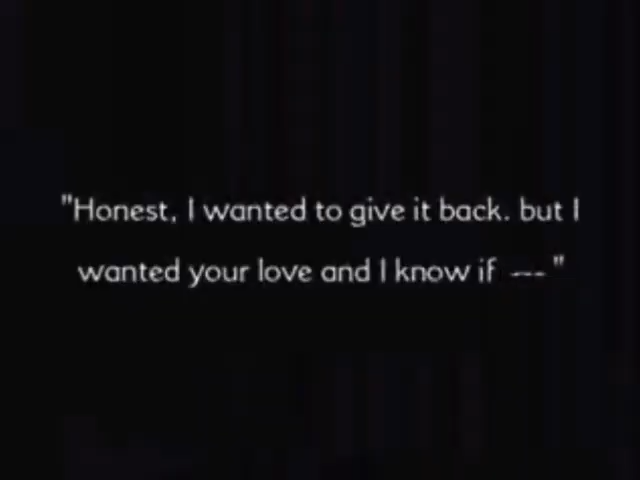 "Honest, I wanted to give it back. but I
wanted your love and I know if --- "